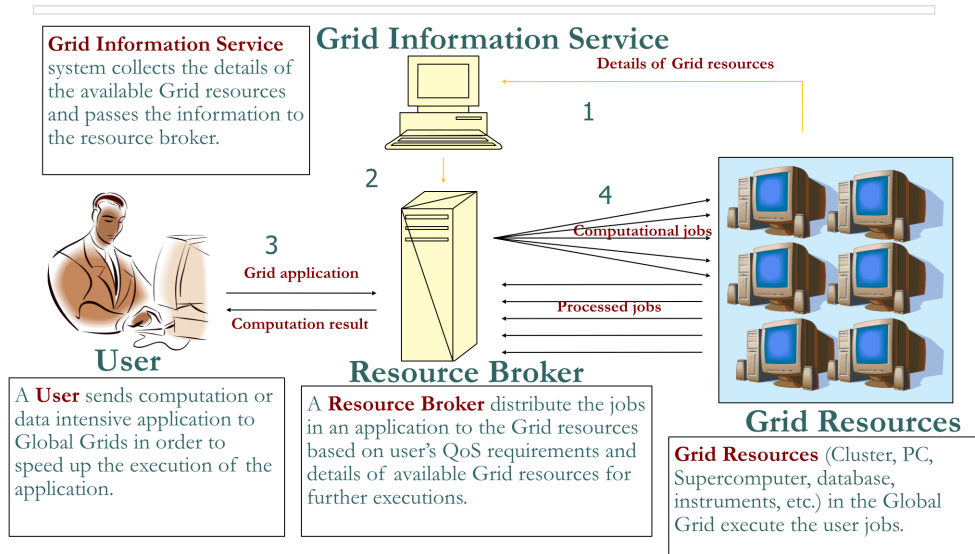 Grid Information Service
Grid Information Service
system collects the details of
the available Grid resources
and passes the information to
the resource broker.
Details of Grid resources
1
2
4
Computational jobs
3
Grid application
Computation result
Processed jobs
User
Resource Broker
Grid Resources
A User sends computation or
data intensive application to
Global Grids in order to
speed up the execution of the
application.
A Resource Broker distribute the jobs
in an application to the Grid resources
based on user's QoS requirements and
details of available Grid resources for
further executions.
Grid Resources (Cluster, PC,
Supercomputer, database,
instruments, etc.) in the Global
Grid execute the user jobs.